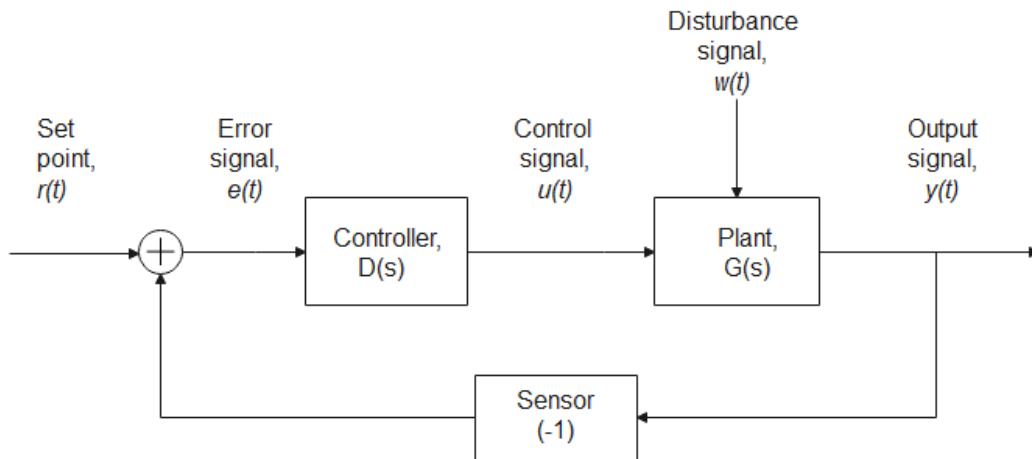 Disturbance
signal,
w(t)
Set
point,
r(t)
Error
signal,
e(t)
Control
signal,
u(t)
Output
signal,
y(t)
Controller,
D(s)
Plant,
G(s)
Sensor
(-1)